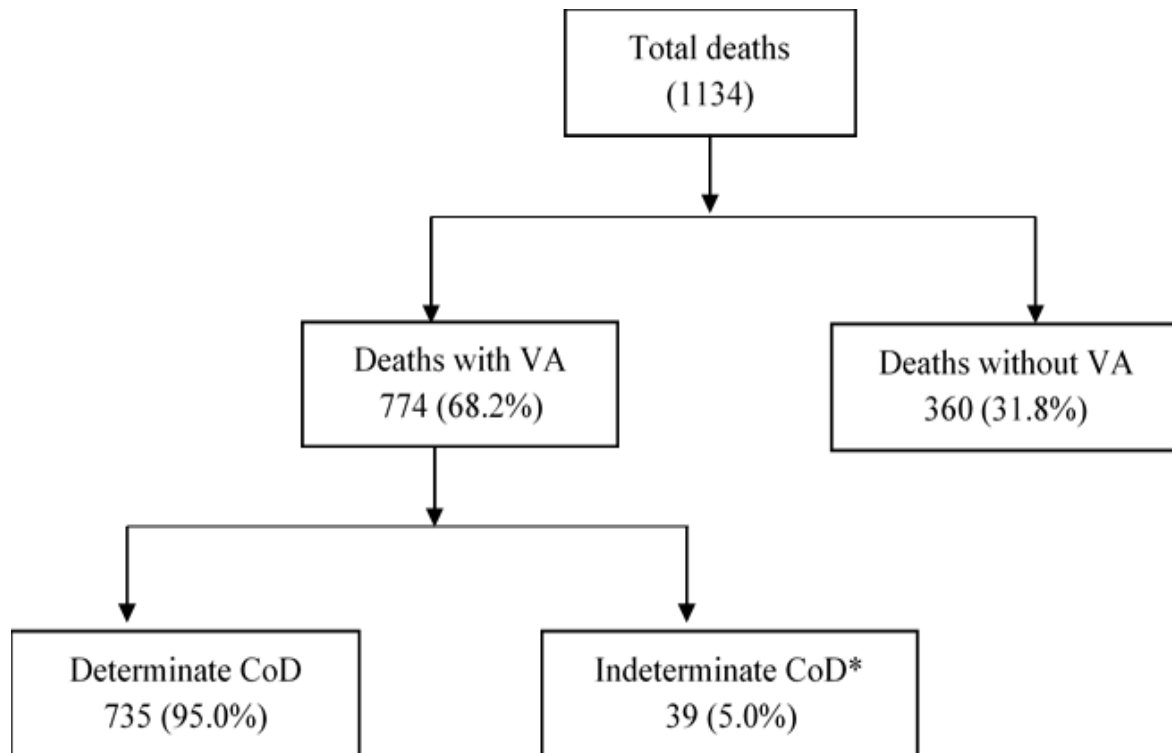 Total deaths
(1134)
Deaths with VA
774 (68.2%)
Deaths without VA
360 (31.8%)
Determinate CoD
735 (95.0%)
Indeterminate CoD*
39 (5.0%)